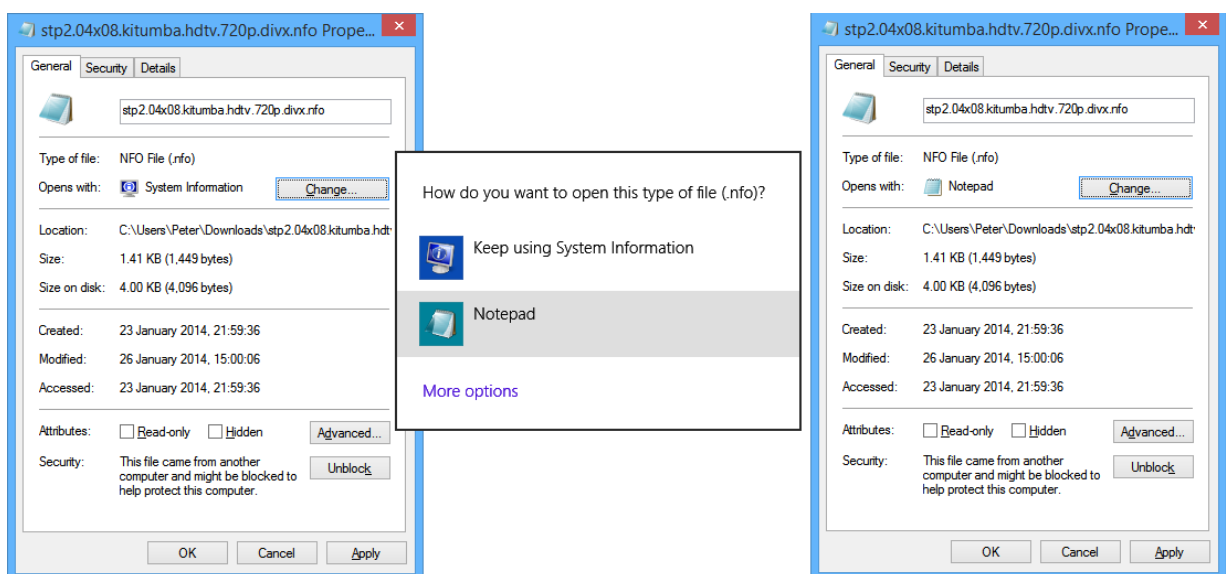 stp2.04x08.kitumba.hdtv.720p.divx.nfo Prope...
General Security Details
stp2.04x08.kitumba.hdtv.720p.divx.nfo
Type of file: NFO File (.nfo)
Opens with: System Information Change...
Location: C:\Users\Peter\Downloads\stp2.04x08.kitumba.hdt
Size: 1.41 KB (1,449 bytes)
Size on disk: 4.00 KB (4,096 bytes)
Created: 23 January 2014, 21:59:36
Modified: 26 January 2014, 15:00:06
Accessed: 23 January 2014, 21:59:36
Attributes: Read-only Hidden Advanced...
Security: This file came from another
computer and might be blocked to
help protect this computer.
Unblock
OK Cancel Apply
How do you want to open this type of file (.nfo)?
Keep using System Information
Notepad
More options
stp2.04x08.kitumba.hdtv.720p.divx.nfo Prope...
General Security Details
stp2.04x08.kitumba.hdtv.720p.divx.nfo
Type of file: NFO File (.nfo)
Opens with: Notepad Change...
Location: C:\Users\Peter\Downloads\stp2.04x08.kitumba.hdt
Size: 1.41 KB (1,449 bytes)
Size on disk: 4.00 KB (4,096 bytes)
Created: 23 January 2014, 21:59:36
Modified: 26 January 2014, 15:00:06
Accessed: 23 January 2014, 21:59:36
Attributes: Read-only Hidden Advanced...
Security: This file came from another
computer and might be blocked to
help protect this computer.
Unblock
OK Cancel Apply